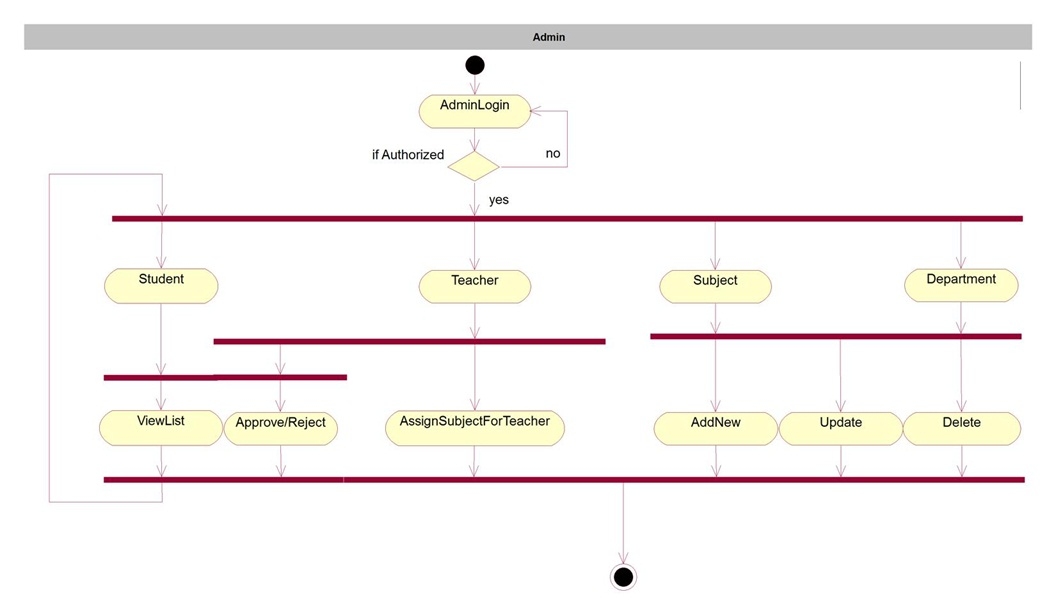 Admin
AdminLogin
if Authorized
no
yes
Student
Teacher
Subject
Department
ViewList
Approve/Reject
AssignSubjectForTeacher
AddNew
Update
Delete